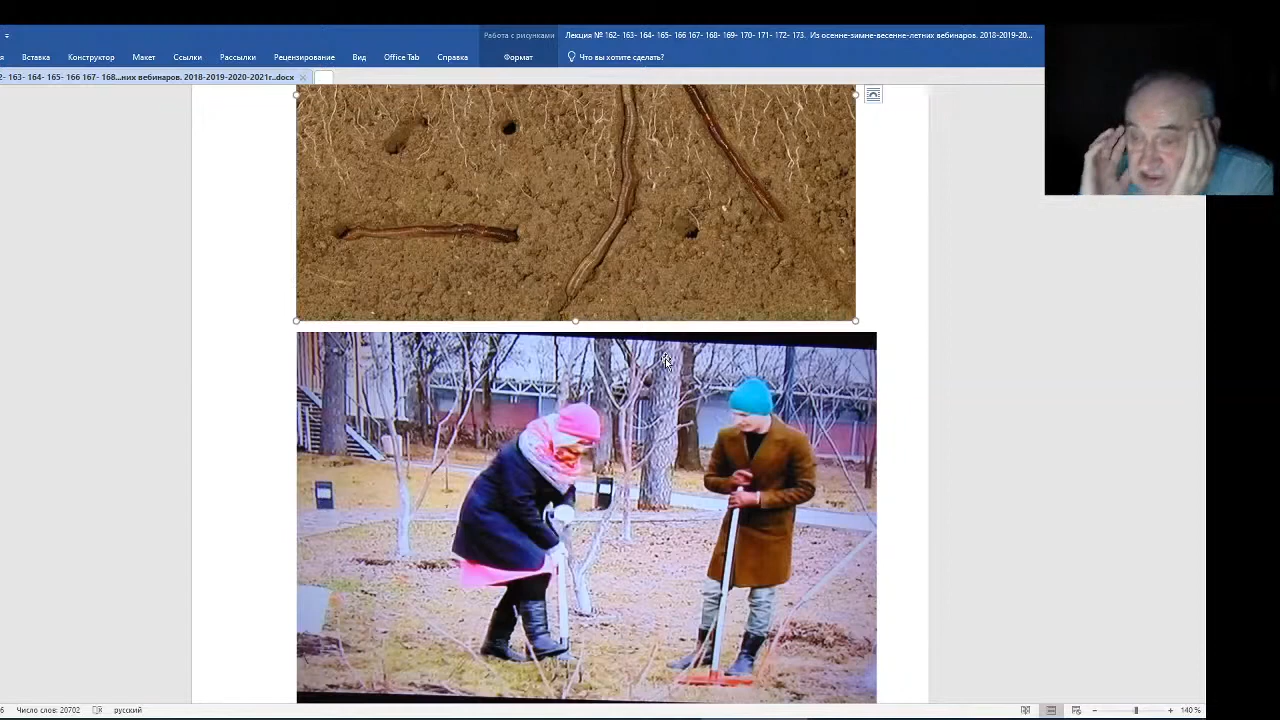 Работа с рисунками
Лекция № 162- 163- 164- 165- 166 167- 168- 169- 170- 171- 172- 173. Из осенне-зимне-весенне-летних вебинаров. 2018-2019-20...
Вставка Конструктор Макет Ссылки Рассылки Рецензирование Вид Office Tab Справка Формат Что вы хотите сделать?
2- 163- 164- 165- 166 167- 168...них вебинаров. 2018-2019-2020-2021г..docx
6 Число слов: 20702 русский 140 %